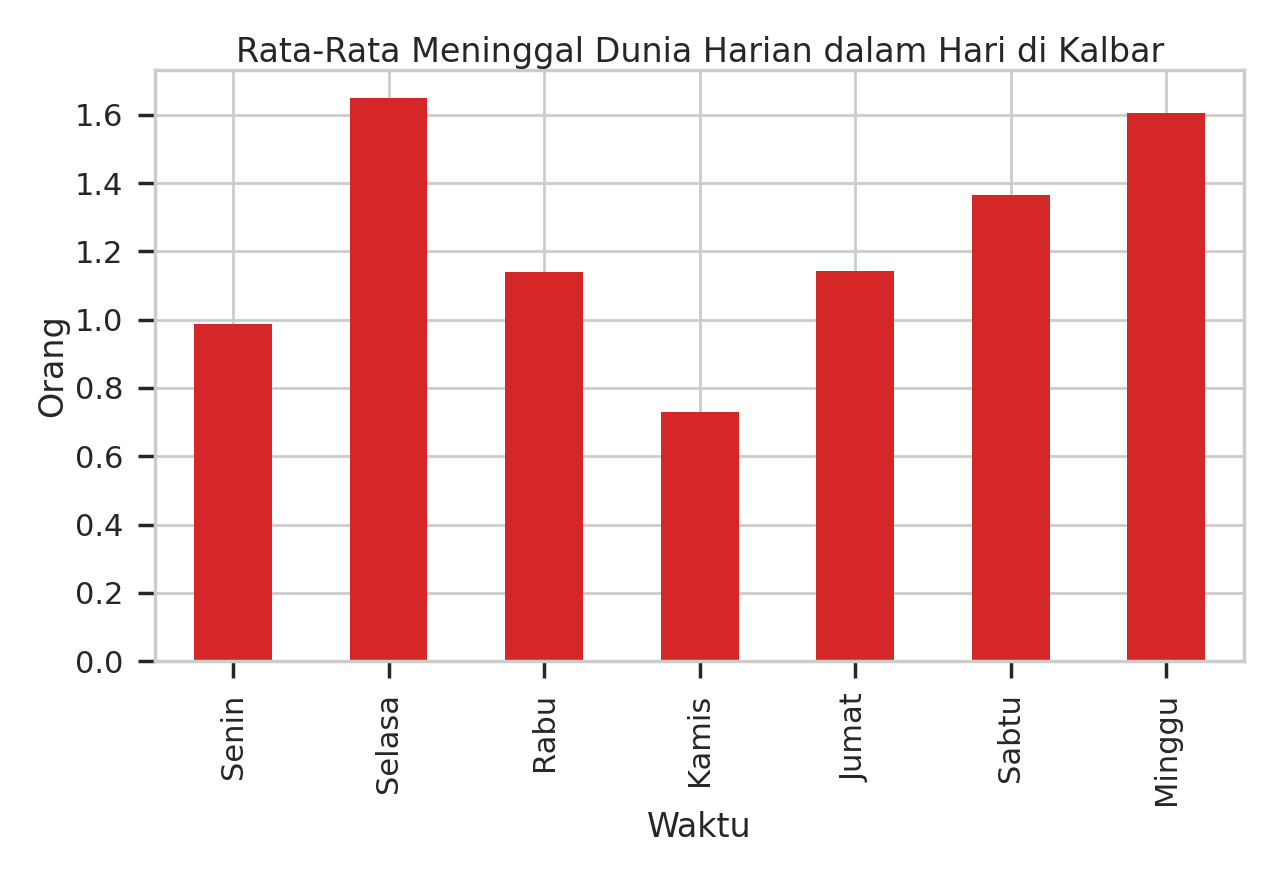 Rata-Rata Meninggal Dunia Harian dalam Hari di Kalbar
Orang
1.6
1.4
1.2
1.0
0.8
0.6
0.4
0.2
0.0
Senin
Selasa
Rabu
Kamis
Jumat
Sabtu
Minggu
Waktu